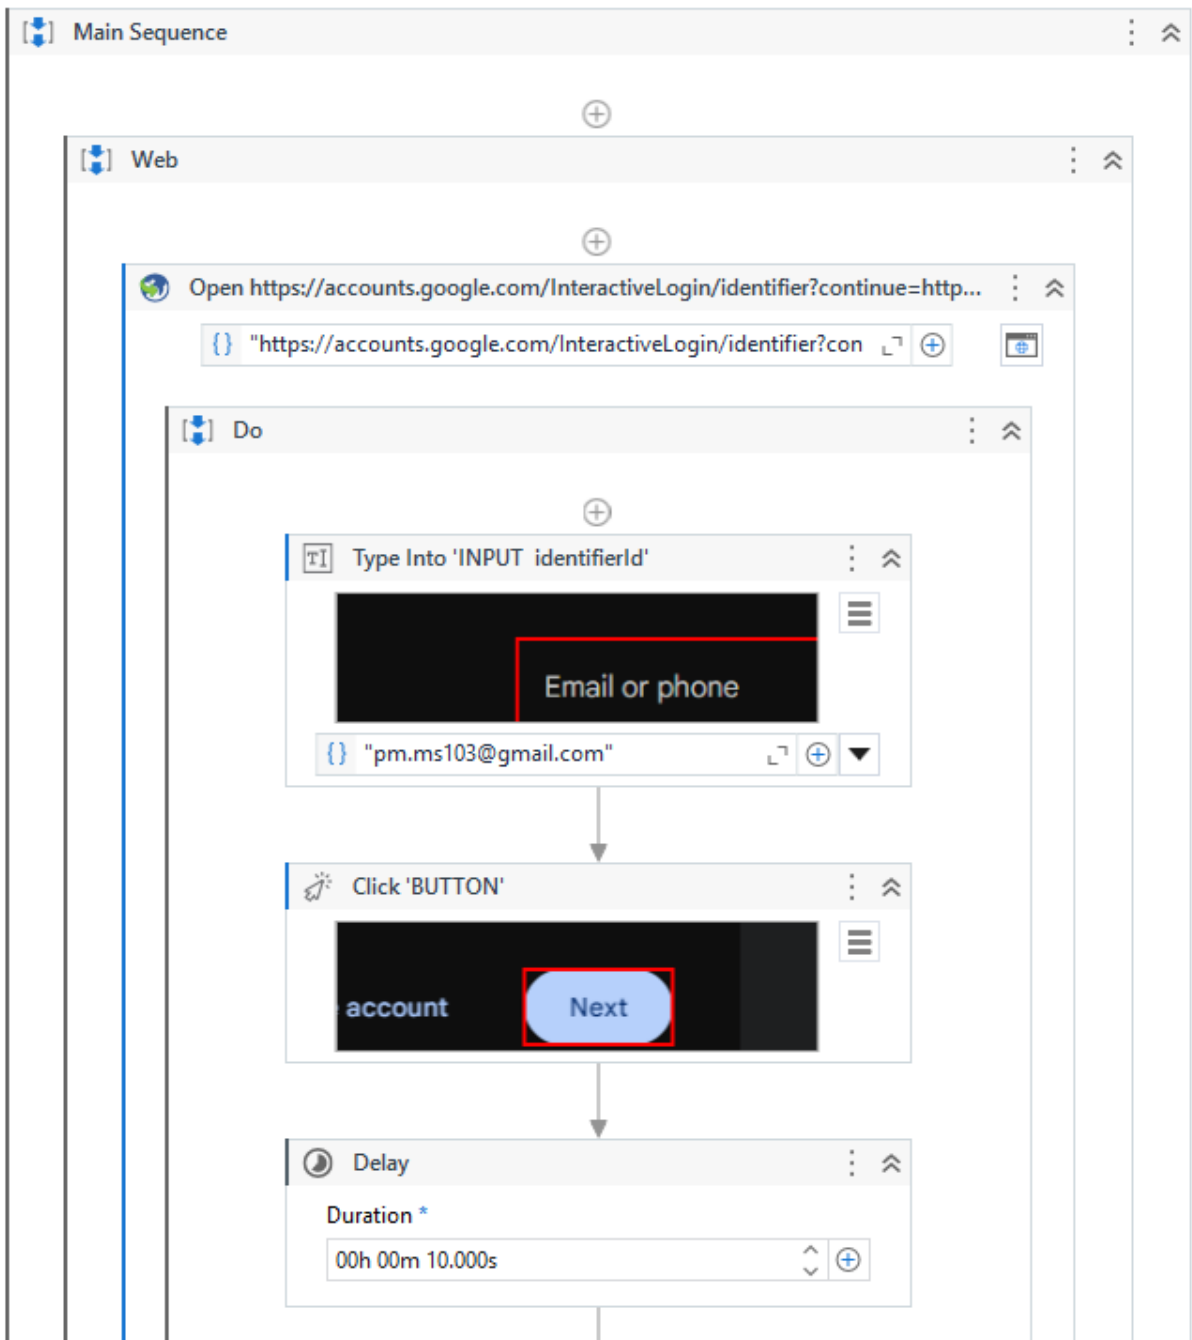 Main Sequence
Web
Open https://accounts.google.com/InteractiveLogin/identifier?continue=http...
{} "https://accounts.google.com/InteractiveLogin/identifier?con
Do
TI Type Into 'INPUT identifierId'
Email or phone
{} "pm.ms103@gmail.com"
Click 'BUTTON'
account Next
Delay
Duration *
00h 00m 10.000s